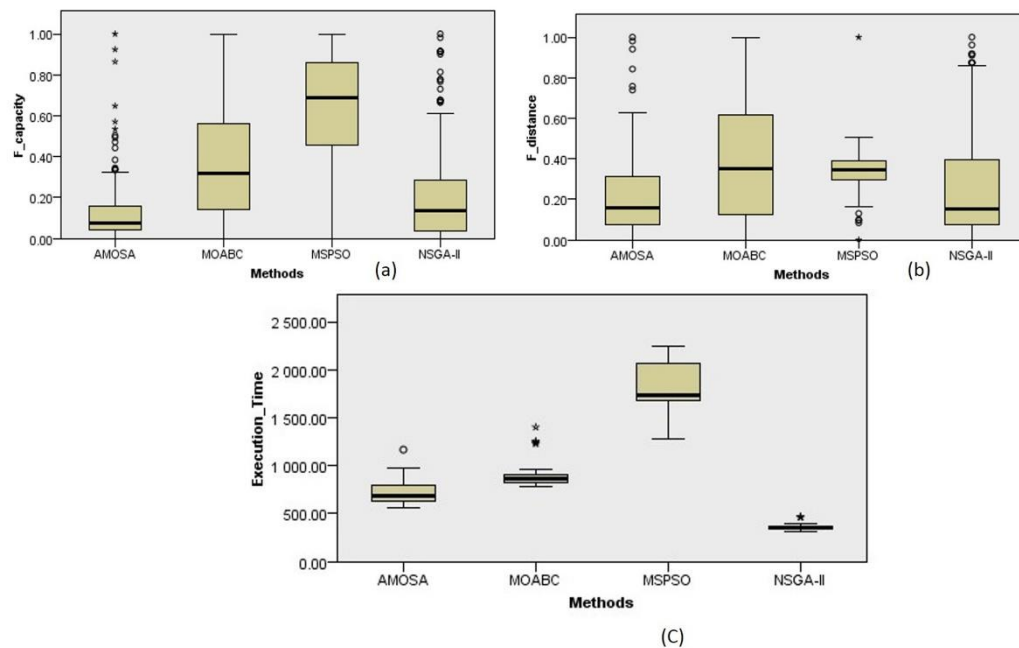 F_capacity
1.00
0.80
0.60
0.40
0.20
0.00
AMOSA MOABC MSPSO NSGA-II
Methods
(a)
F_distance
1.00
0.80
0.60
0.40
0.20
0.00
AMOSA MOABC MSPSO NSGA-II
Methods
(b)
Execution_Time
2 500.00
2 000.00
1 500.00
1 000.00
500.00
0.00
AMOSA MOABC MSPSO NSGA-II
Methods
(C)